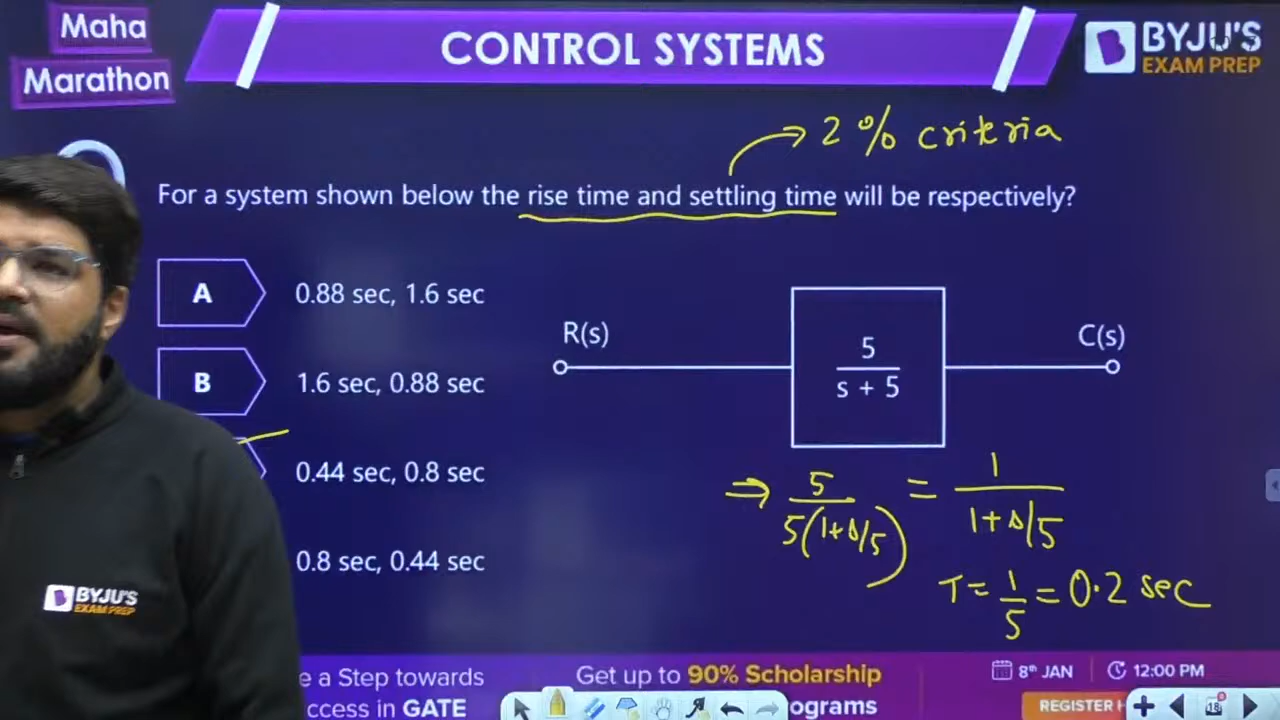 Maha
Marathon
CONTROL SYSTEMS
BYJU'S
EXAM PREP
2 % criteria
For a system shown below the rise time and settling time will be respectively?
A 0.88 sec, 1.6 sec
B 1.6 sec, 0.88 sec
0.44 sec, 0.8 sec
0.8 sec, 0.44 sec
R(s)
5
s + 5
C(s)
⇒ 5/5(1+s/5) = 1/1+s/5
T = 1/5 = 0.2 sec
BYJU'S
EXAM PREP
e a Step towards
ccess in GATE
Get up to 90% Scholarship
ograms
8th JAN
12:00 PM
REGISTER
18